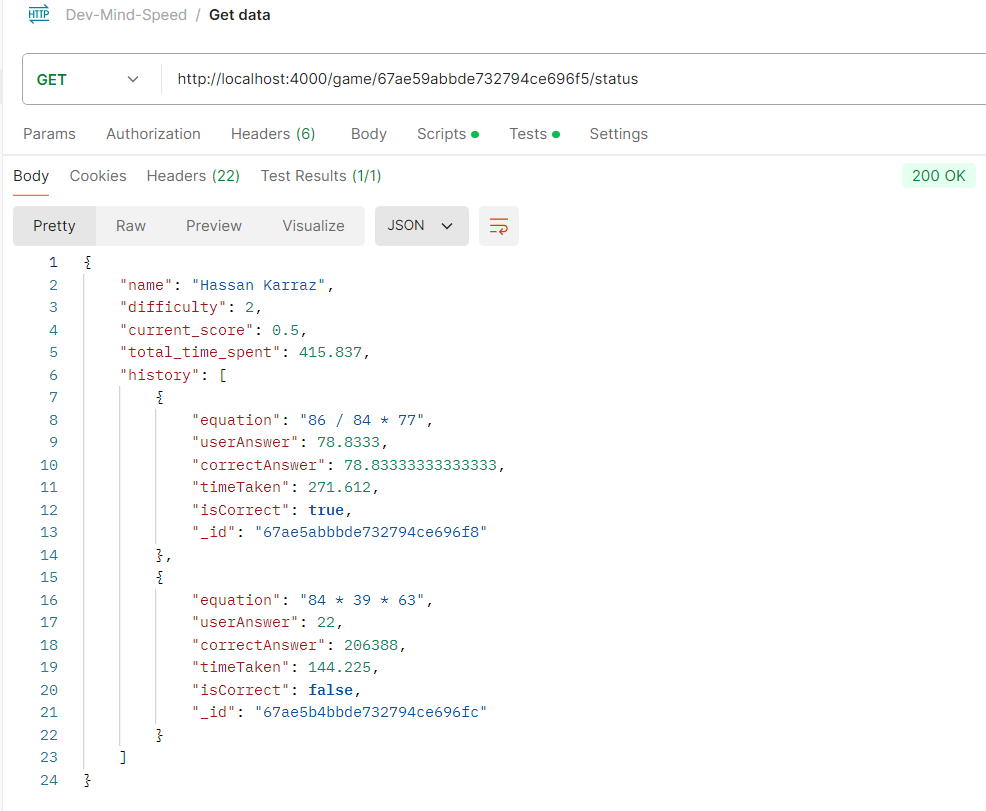 HTTP Dev-Mind-Speed / Get data
GET http://localhost:4000/game/67ae59abbde732794ce696f5/status
Params Authorization Headers (6) Body Scripts Tests Settings
Body Cookies Headers (22) Test Results (1/1) 200 OK
Pretty Raw Preview Visualize JSON
1 {
2 "name": "Hassan Karraz",
3 "difficulty": 2,
4 "current_score": 0.5,
5 "total_time_spent": 415.837,
6 "history": [
7 {
8 "equation": "86 / 84 * 77",
9 "userAnswer": 78.8333,
10 "correctAnswer": 78.83333333333333,
11 "timeTaken": 271.612,
12 "isCorrect": true,
13 "_id": "67ae5abbbde732794ce696f8"
14 },
15 {
16 "equation": "84 * 39 * 63",
17 "userAnswer": 22,
18 "correctAnswer": 206388,
19 "timeTaken": 144.225,
20 "isCorrect": false,
21 "_id": "67ae5b4bbde732794ce696fc"
22 }
23 ]
24 }